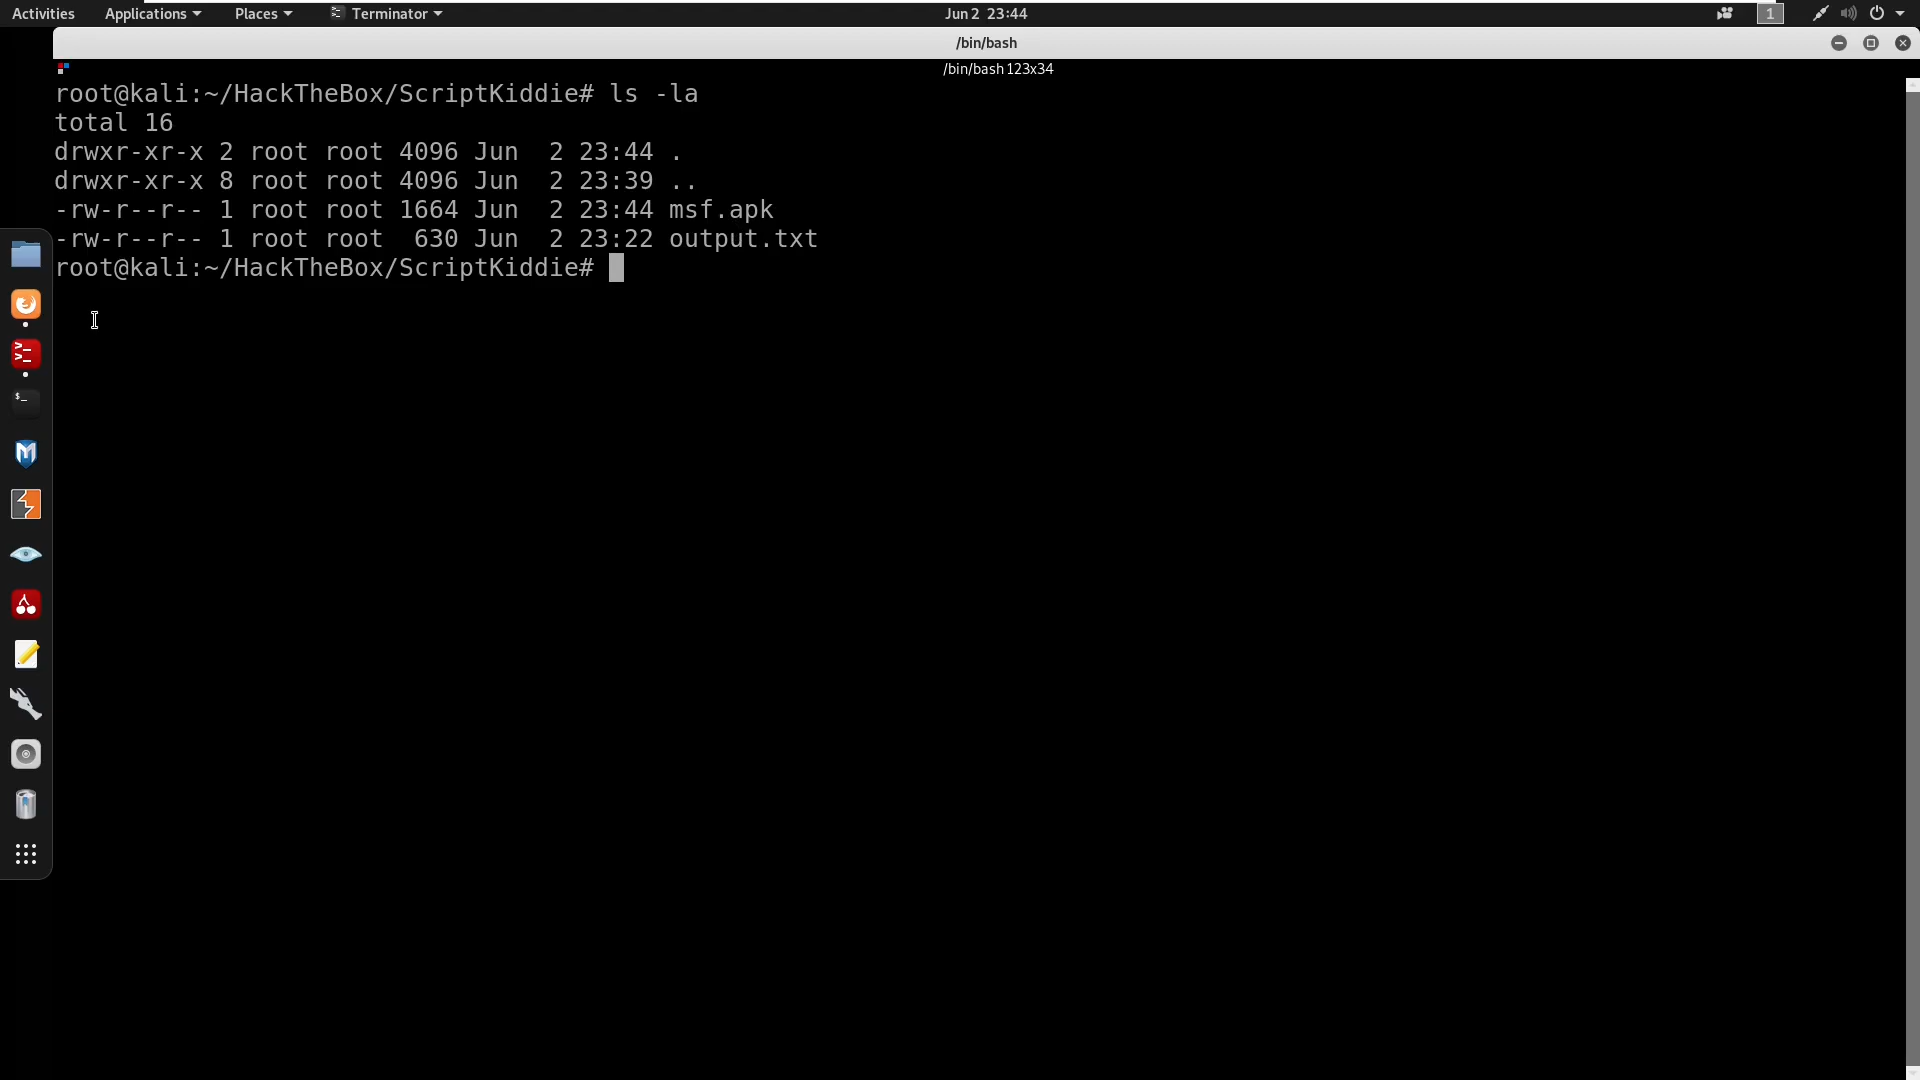 Activities Applications Places Terminator Jun 2 23:44 1
/bin/bash
/bin/bash 123x34
root@kali:~/HackTheBox/ScriptKiddie# ls -la
total 16
drwxr-xr-x 2 root root 4096 Jun  2 23:44 .
drwxr-xr-x 8 root root 4096 Jun  2 23:39 ..
-rw-r--r-- 1 root root 1664 Jun  2 23:44 msf.apk
-rw-r--r-- 1 root root  630 Jun  2 23:22 output.txt
root@kali:~/HackTheBox/ScriptKiddie#